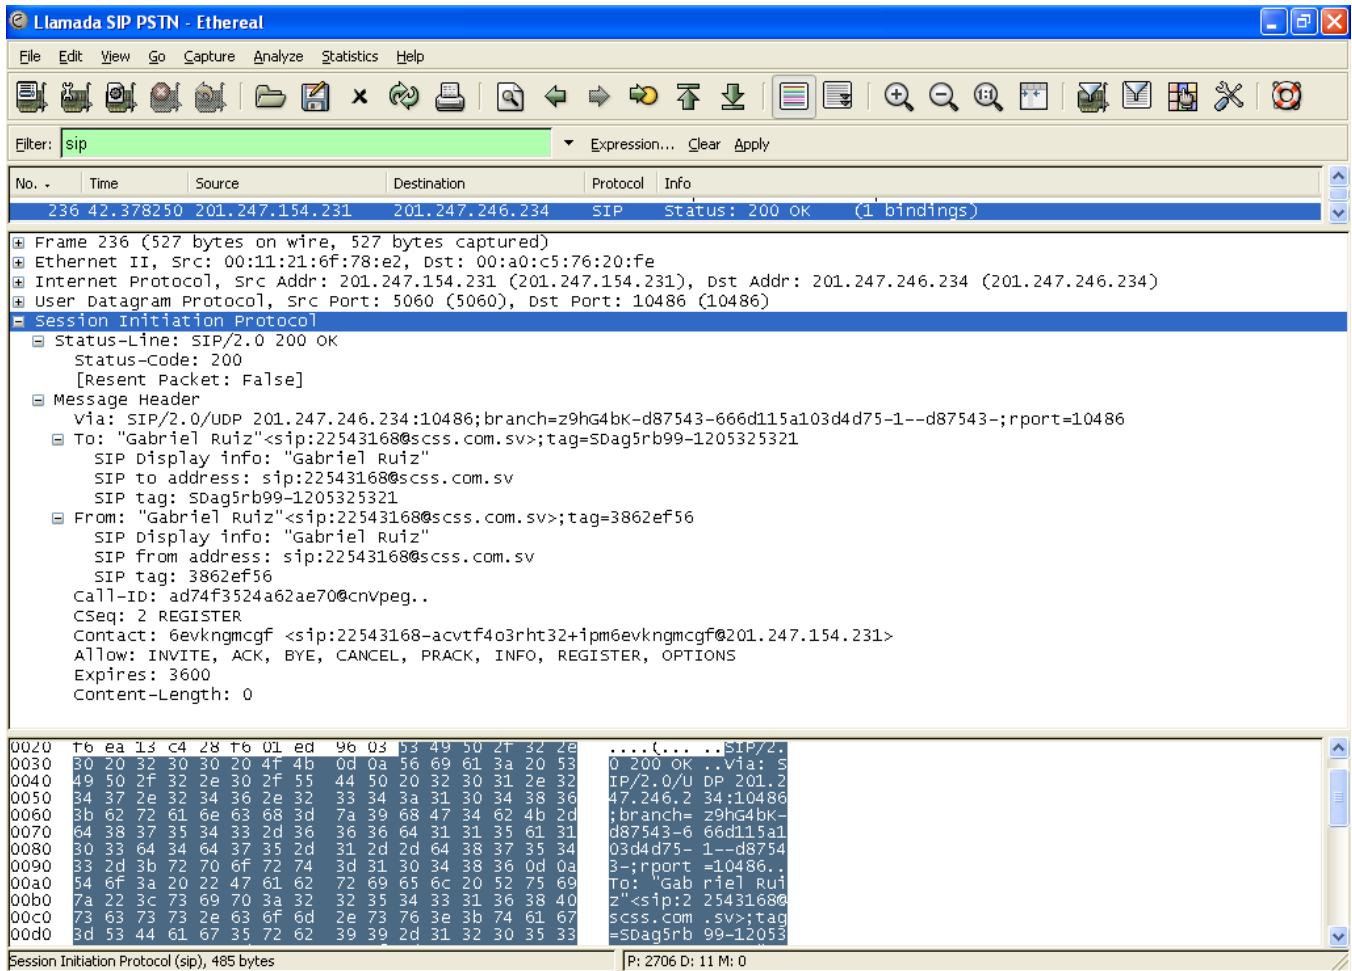 Llamada SIP PSTN - Ethereal
File Edit View Go Capture Analyze Statistics Help
Filter: sip Expression... Clear Apply
No. Time Source Destination Protocol Info
236 42.378250 201.247.154.231 201.247.246.234 SIP Status: 200 OK (1 bindings)
Frame 236 (527 bytes on wire, 527 bytes captured)
Ethernet II, Src: 00:11:21:6f:78:e2, Dst: 00:a0:c5:76:20:fe
Internet Protocol, Src Addr: 201.247.154.231 (201.247.154.231), Dst Addr: 201.247.246.234 (201.247.246.234)
User Datagram Protocol, Src Port: 5060 (5060), Dst Port: 10486 (10486)
Session Initiation Protocol
Status-Line: SIP/2.0 200 OK
Status-Code: 200
[Resent Packet: False]
Message Header
Via: SIP/2.0/UDP 201.247.246.234:10486;branch=z9hG4bK-d87543-666d115a103d4d75-1--d87543-;rport=10486
To: "Gabriel Ruiz"<sip:22543168@scss.com.sv>;tag=SDag5rb99-1205325321
SIP Display info: "Gabriel Ruiz"
SIP to address: sip:22543168@scss.com.sv
SIP tag: SDag5rb99-1205325321
From: "Gabriel Ruiz"<sip:22543168@scss.com.sv>;tag=3862ef56
SIP Display info: "Gabriel Ruiz"
SIP from address: sip:22543168@scss.com.sv
SIP tag: 3862ef56
Call-ID: ad74f3524a62ae70@cnVpeg..
CSeq: 2 REGISTER
Contact: 6evkngmcgf <sip:22543168-acvtf4o3rht32+ipm6evkngmcgf@201.247.154.231>
Allow: INVITE, ACK, BYE, CANCEL, PRACK, INFO, REGISTER, OPTIONS
Expires: 3600
Content-Length: 0
0020 f6 ea 13 c4 28 f6 01 ed 96 03 53 49 50 2f 32 2e ....(... ..SIP/2.
0030 30 20 32 30 30 20 4f 4b 0d 0a 56 69 61 3a 20 53 0 200 OK ..Via: S
0040 49 50 2f 32 2e 30 2f 55 44 50 20 32 30 31 2e 32 IP/2.0/U DP 201.2
0050 34 37 2e 32 34 36 2e 32 33 34 3a 31 30 34 38 36 47.246.2 34:10486
0060 3b 62 72 61 6e 63 68 3d 7a 39 68 47 34 62 4b 2d ;branch= z9hG4bK-
0070 64 38 37 35 34 33 2d 36 36 36 64 31 31 35 61 31 d87543-6 66d115a1
0080 30 33 64 34 64 37 35 2d 31 2d 2d 64 38 37 35 34 03d4d75- 1--d8754
0090 33 2d 3b 72 70 6f 72 74 3d 31 30 34 38 36 0d 0a 3-;rport =10486..
00a0 54 6f 3a 20 22 47 61 62 72 69 65 6c 20 52 75 69 To: "Gab riel Rui
00b0 7a 22 3c 73 69 70 3a 32 32 35 34 33 31 36 38 40 z"<sip:2 2543168@
00c0 73 63 73 73 2e 63 6f 6d 2e 73 76 3e 3b 74 61 67 scss.com .sv>;tag
00d0 3d 53 44 61 67 35 72 62 39 39 2d 31 32 30 35 33 =SDag5rb 99-12053
Session Initiation Protocol (sip), 485 bytes P: 2706 D: 11 M: 0